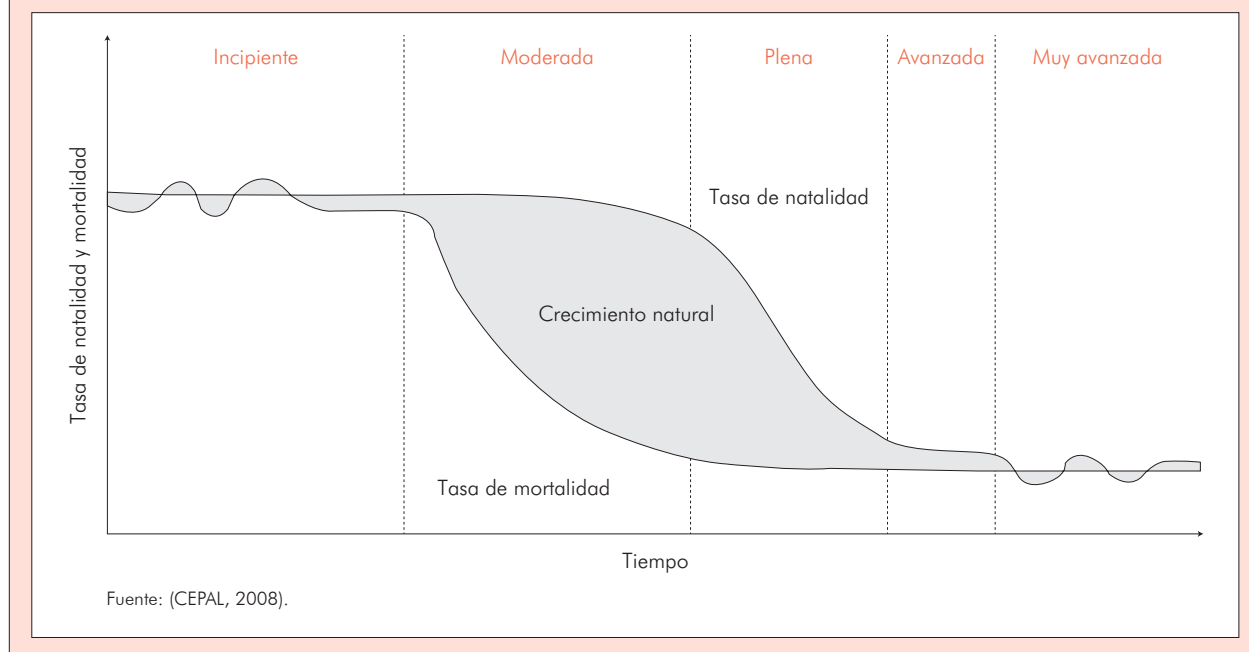 Incipiente
Moderada
Plena
Avanzada
Muy avanzada
Tasa de natalidad y mortalidad
Tasa de natalidad
Crecimiento natural
Tasa de mortalidad
Tiempo
Fuente: (CEPAL, 2008).